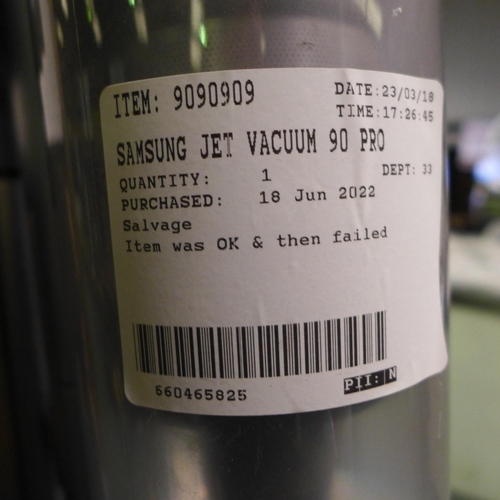 ITEM: 9090909
DATE:23/03/18
TIME:17:26:45
SAMSUNG JET VACUUM 90 PRO
QUANTITY: 1
DEPT: 33
PURCHASED: 18 Jun 2022
Salvage
Item was OK & then failed
660465825
PII: N